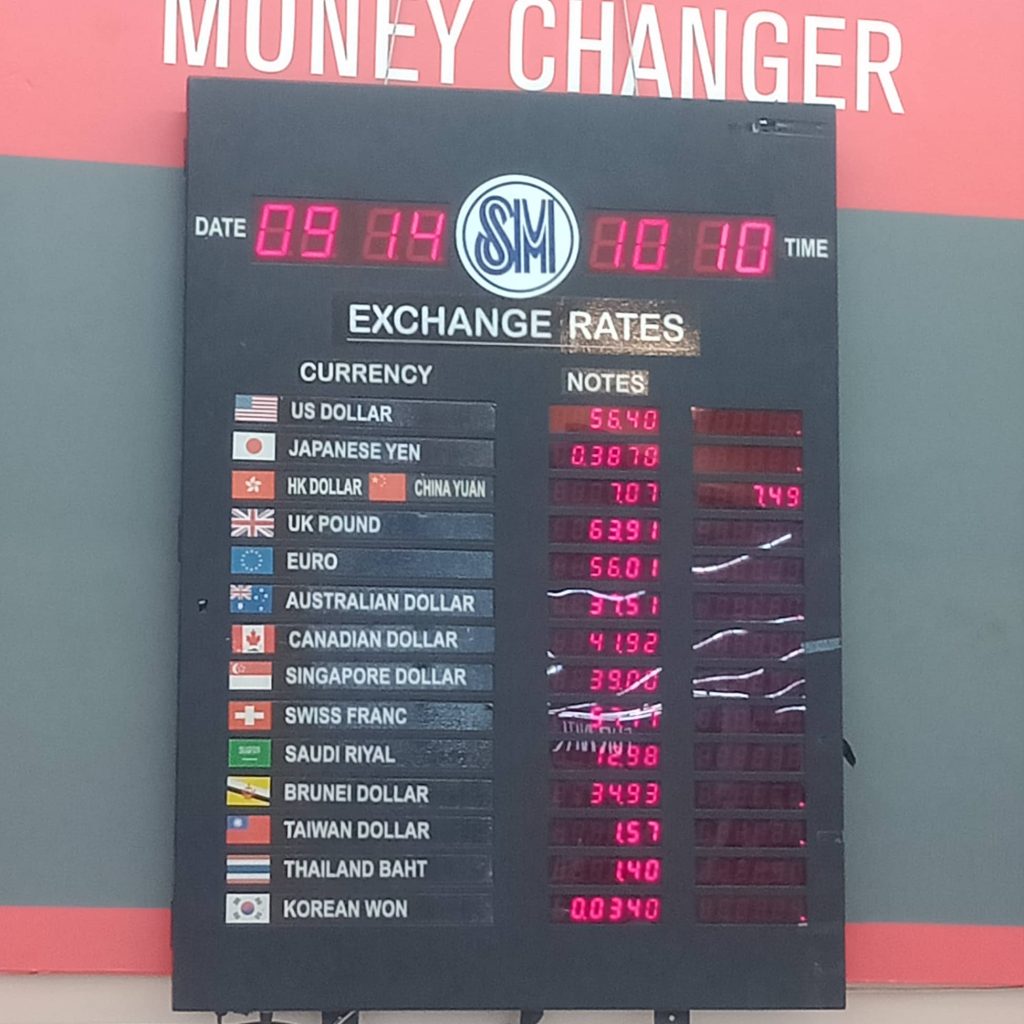 MONEY CHANGER
DATE 09 14 SM 10 10 TIME
EXCHANGE RATES
CURRENCY NOTES
US DOLLAR 56.40
JAPANESE YEN 0.3870
HK DOLLAR CHINA YUAN 7.07 7.49
UK POUND 63.91
EURO 56.01
AUSTRALIAN DOLLAR 37.51
CANADIAN DOLLAR 41.92
SINGAPORE DOLLAR
SWISS FRANC
SAUDI RIYAL 12.98
BRUNEI DOLLAR 34.93
TAIWAN DOLLAR 1.57
THAILAND BAHT 1.40
KOREAN WON 0.0340